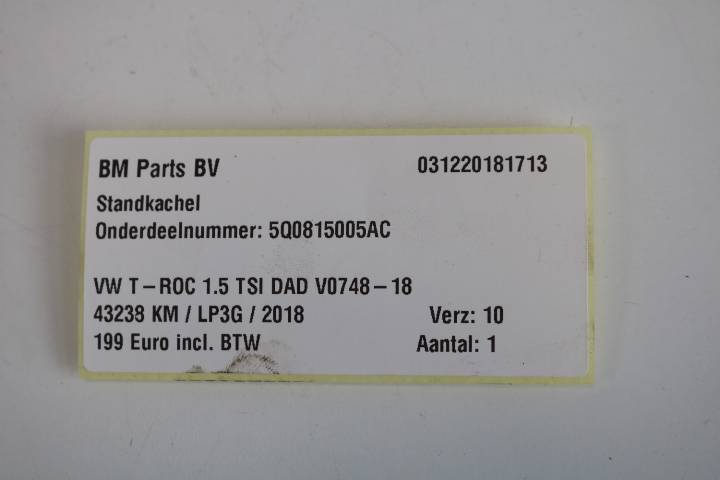 BM Parts BV 031220181713
Standkachel
Onderdeelnummer: 5Q0815005AC
VW T-ROC 1.5 TSI DAD V0748-18
43238 KM / LP3G / 2018 Verz: 10
199 Euro incl. BTW Aantal: 1